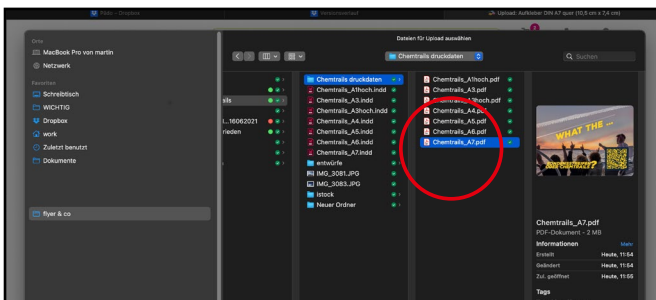 Versionsverlauf
Upload: Aufkleber DIN A7 quer (10,5 cm x 7,4 cm)
Dateien für Upload auswählen
Orte
MacBook Pro von martin
Netzwerk
Favoriten
Schreibtisch
WICHTIG
Dropbox
work
Zuletzt benutzt
Dokumente
flyer & co
Chemtrails druckdaten
Suchen
ails
l...16062021
rieden
Chemtrails druckdaten
Chemtrails_A1hoch.indd
Chemtrails_A3.indd
Chemtrails_A3hoch.indd
Chemtrails_A4.indd
Chemtrails_A5.indd
Chemtrails_A6.indd
Chemtrails_A7.indd
entwürfe
IMG_3081.JPG
IMG_3083.JPG
istock
Neuer Ordner
Chemtrails_A1hoch.pdf
Chemtrails_A3.pdf
Chemtrails_A3hoch.pdf
Chemtrails_A4.pdf
Chemtrails_A5.pdf
Chemtrails_A6.pdf
Chemtrails_A7.pdf
WHAT THE ...
Chemtrails_A7.pdf
PDF-Dokument - 2 MB
Informationen
Mehr
Erstellt
Heute, 11:54
Geändert
Heute, 11:54
Zul. geöffnet
Heute, 11:55
Tags